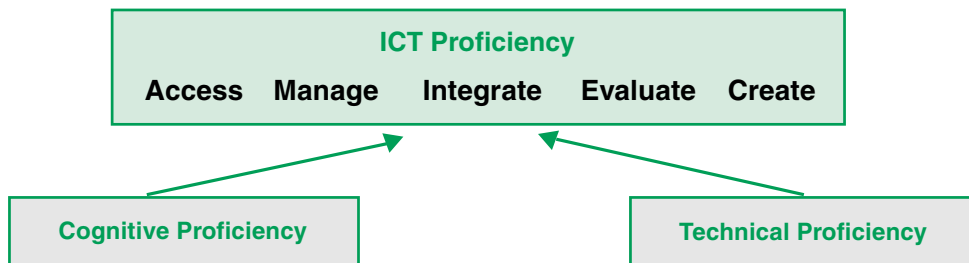 ICT Proficiency
Access Manage Integrate Evaluate Create
Cognitive Proficiency
Technical Proficiency